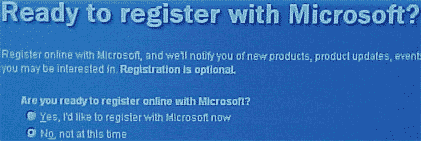 Ready to register with Microsoft?
Register online with Microsoft, and we'll notify you of new products, product updates, event
you may be interested in. Registration is optional.
Are you ready to register online with Microsoft?
Yes, I'd like to register with Microsoft now
No, not at this time